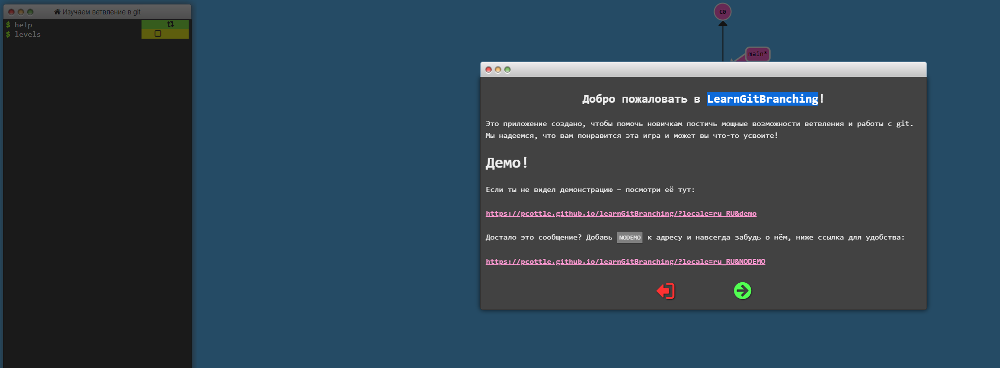 Изучаем ветвление в git
$ help
$ levels
C0
main*
Добро пожаловать в LearnGitBranching!
Это приложение создано, чтобы помочь новичкам постичь мощные возможности ветвления и работы с git.
Мы надеемся, что вам понравится эта игра и может вы что-то усвоите!
Демо!
Если ты не видел демонстрацию – посмотри её тут:
https://pcottle.github.io/learnGitBranching/?locale=ru_RU&demo
Достало это сообщение? Добавь NODEMO к адресу и навсегда забудь о нём, ниже ссылка для удобства:
https://pcottle.github.io/learnGitBranching/?locale=ru_RU&NODEMO